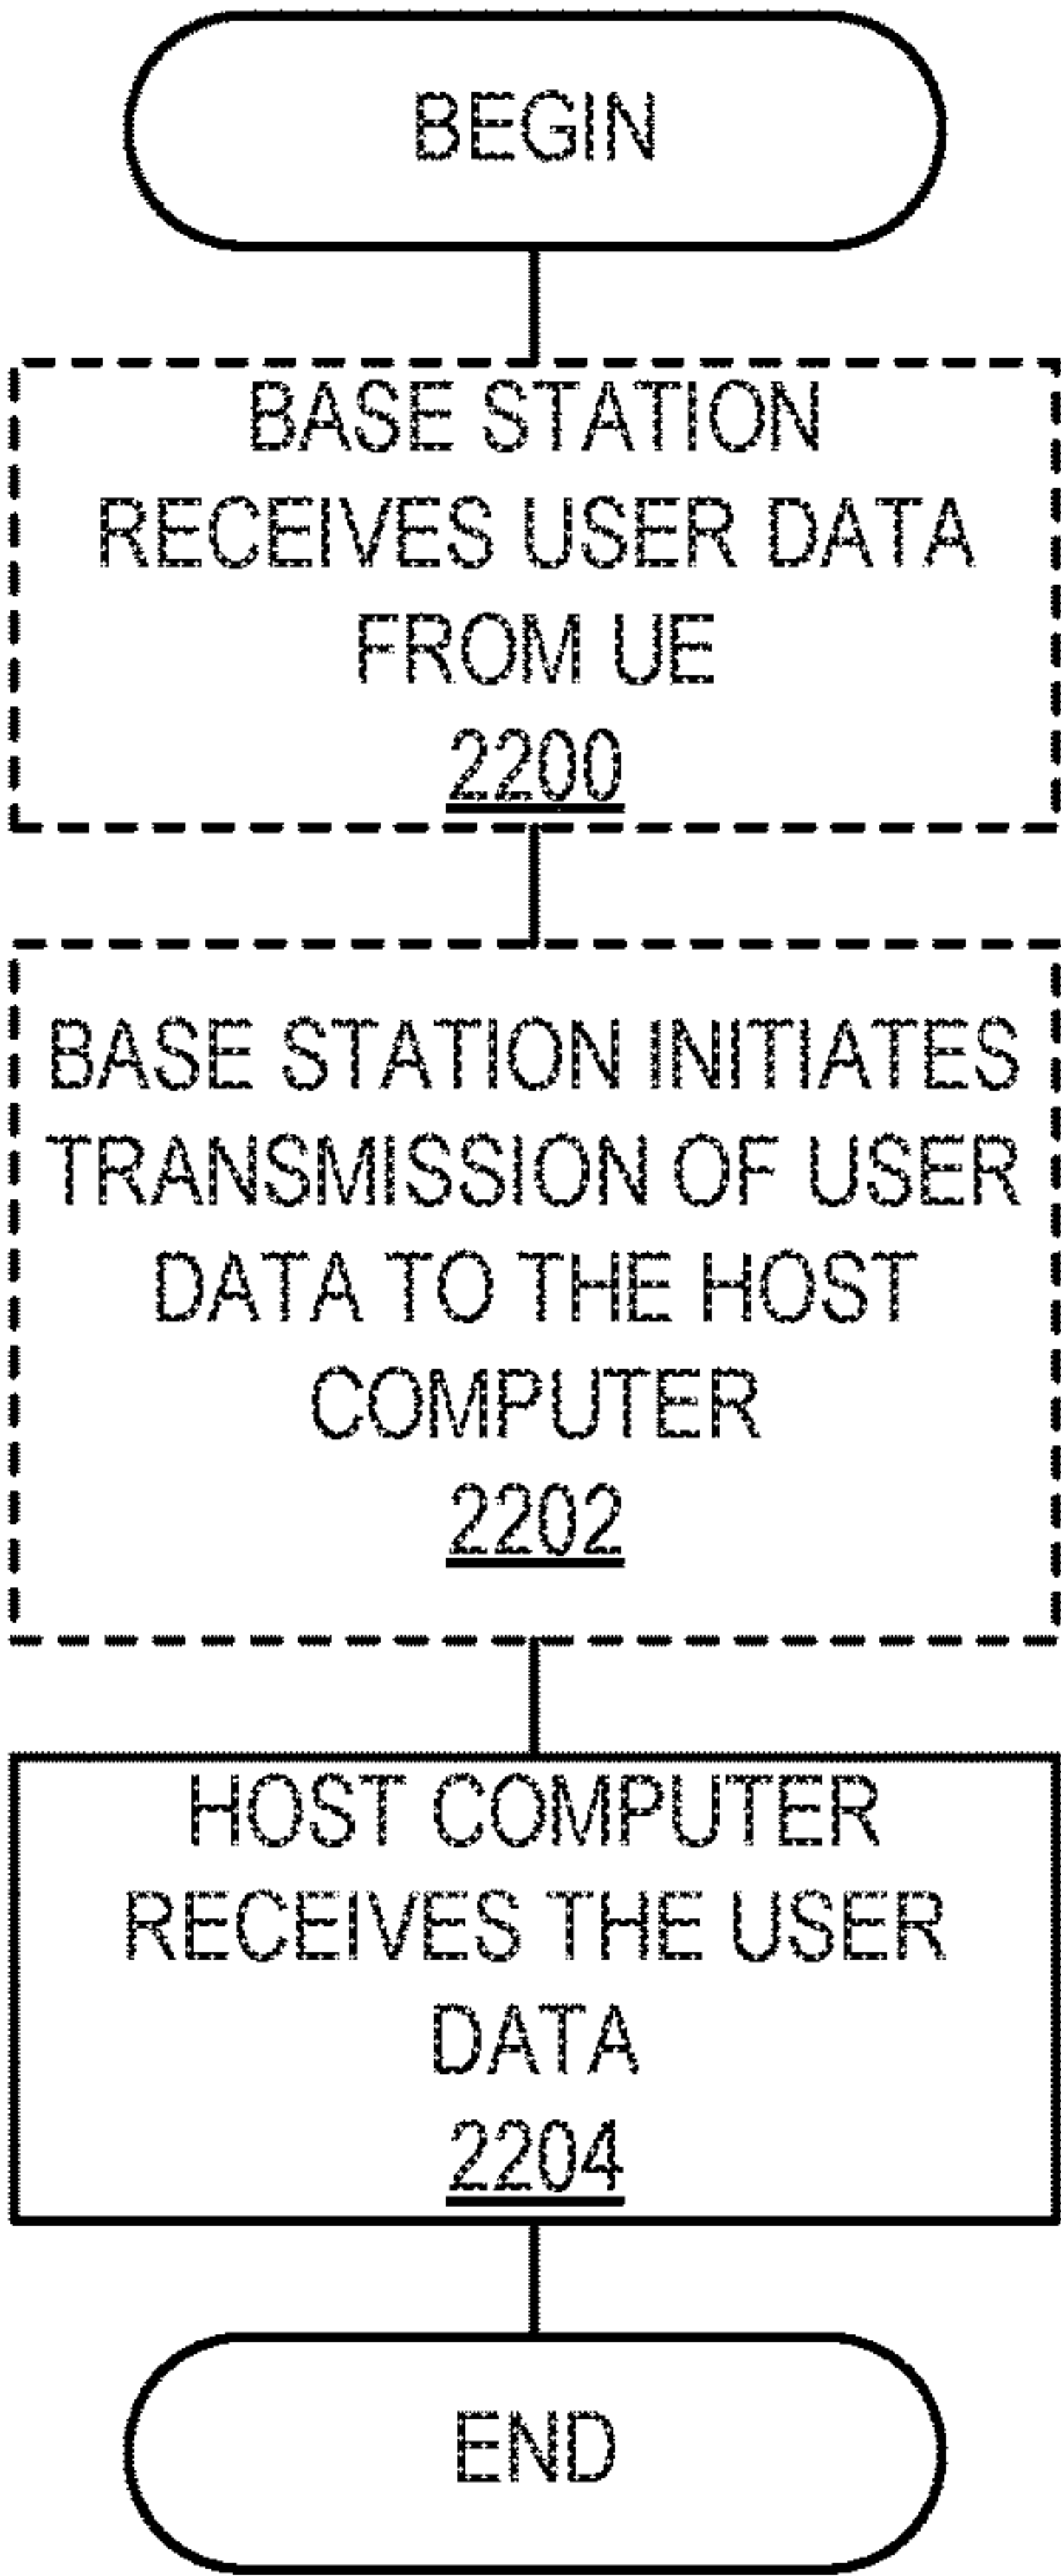 BEGIN
BASE STATION
RECEIVES USER DATA
FROM UE
2200
BASE STATION INITIATES
TRANSMISSION OF USER
DATA TO THE HOST
COMPUTER
2202
HOST COMPUTER
RECEIVES THE USER
DATA
2204
END